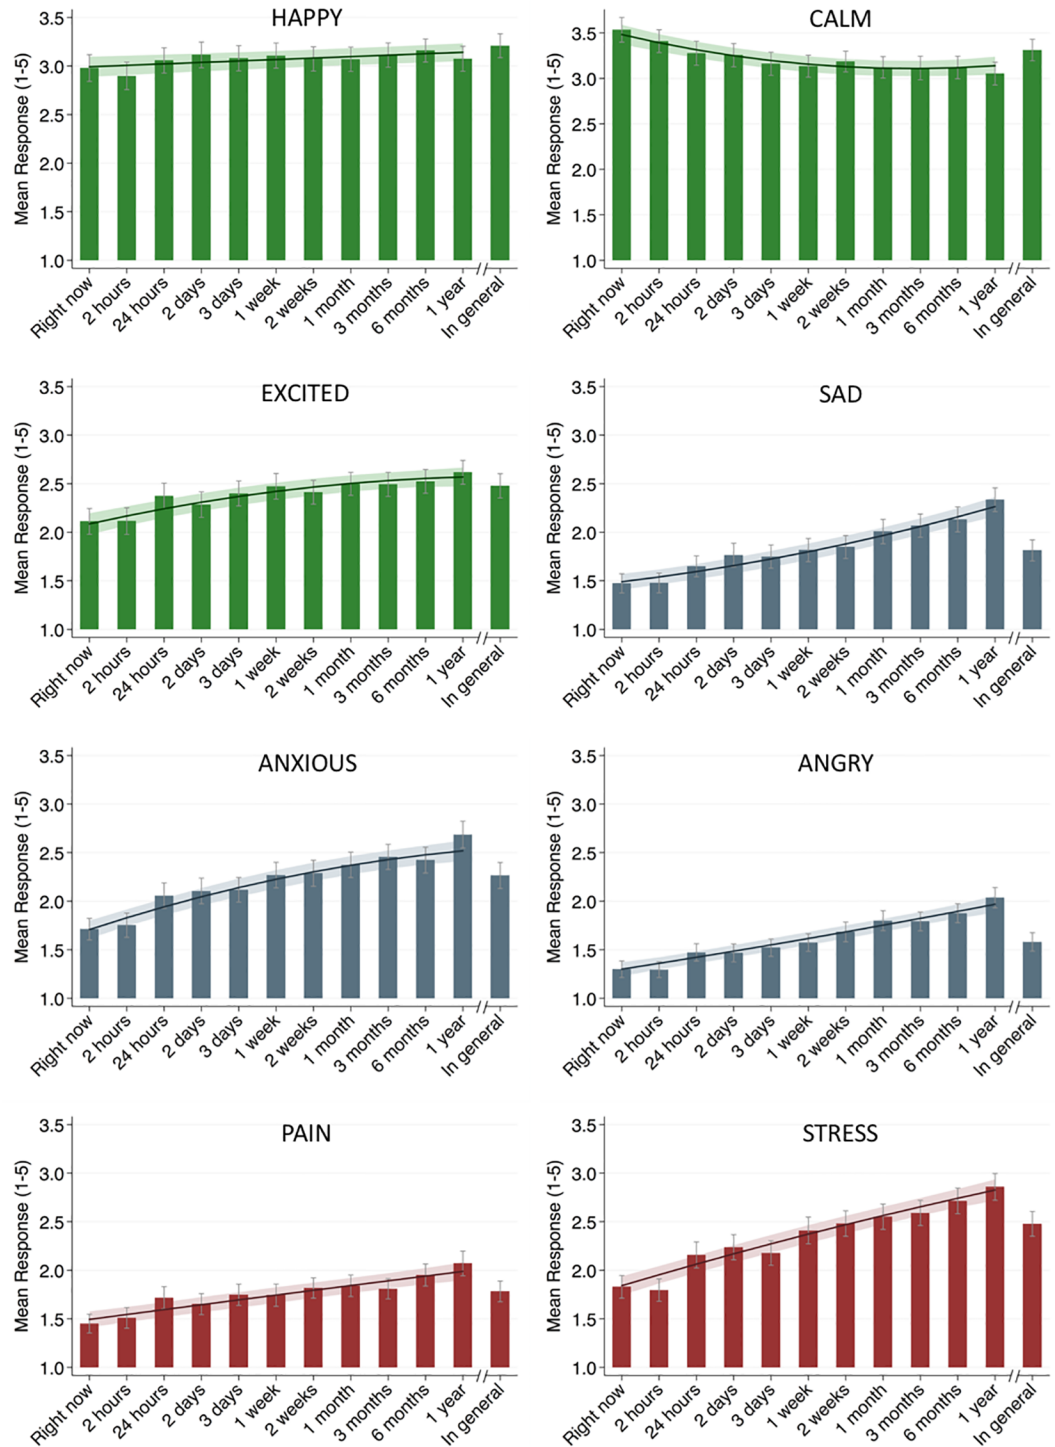 HAPPY
Mean Response (1-5)
3.5
3.0
2.5
2.0
1.5
1.0
Right now
2 hours
24 hours
2 days
3 days
1 week
2 weeks
1 month
3 months
6 months
1 year
In general
CALM
Mean Response (1-5)
3.5
3.0
2.5
2.0
1.5
1.0
Right now
2 hours
24 hours
2 days
3 days
1 week
2 weeks
1 month
3 months
6 months
1 year
In general
EXCITED
Mean Response (1-5)
3.5
3.0
2.5
2.0
1.5
1.0
Right now
2 hours
24 hours
2 days
3 days
1 week
2 weeks
1 month
3 months
6 months
1 year
In general
SAD
Mean Response (1-5)
3.5
3.0
2.5
2.0
1.5
1.0
Right now
2 hours
24 hours
2 days
3 days
1 week
2 weeks
1 month
3 months
6 months
1 year
In general
ANXIOUS
Mean Response (1-5)
3.5
3.0
2.5
2.0
1.5
1.0
Right now
2 hours
24 hours
2 days
3 days
1 week
2 weeks
1 month
3 months
6 months
1 year
In general
ANGRY
Mean Response (1-5)
3.5
3.0
2.5
2.0
1.5
1.0
Right now
2 hours
24 hours
2 days
3 days
1 week
2 weeks
1 month
3 months
6 months
1 year
In general
PAIN
Mean Response (1-5)
3.5
3.0
2.5
2.0
1.5
1.0
Right now
2 hours
24 hours
2 days
3 days
1 week
2 weeks
1 month
3 months
6 months
1 year
In general
STRESS
Mean Response (1-5)
3.5
3.0
2.5
2.0
1.5
1.0
Right now
2 hours
24 hours
2 days
3 days
1 week
2 weeks
1 month
3 months
6 months
1 year
In general